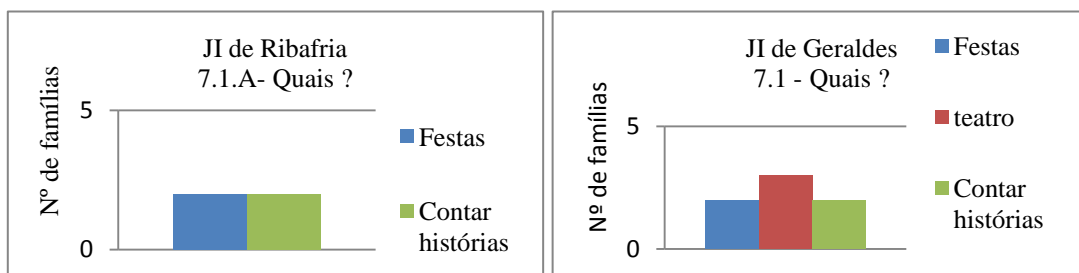 JI de Ribafria
7.1.A- Quais ?
Nº de famílias
5
0
Festas
Contar
histórias
JI de Geraldes
7.1 - Quais ?
Nº de famílias
5
0
Festas
teatro
Contar
histórias